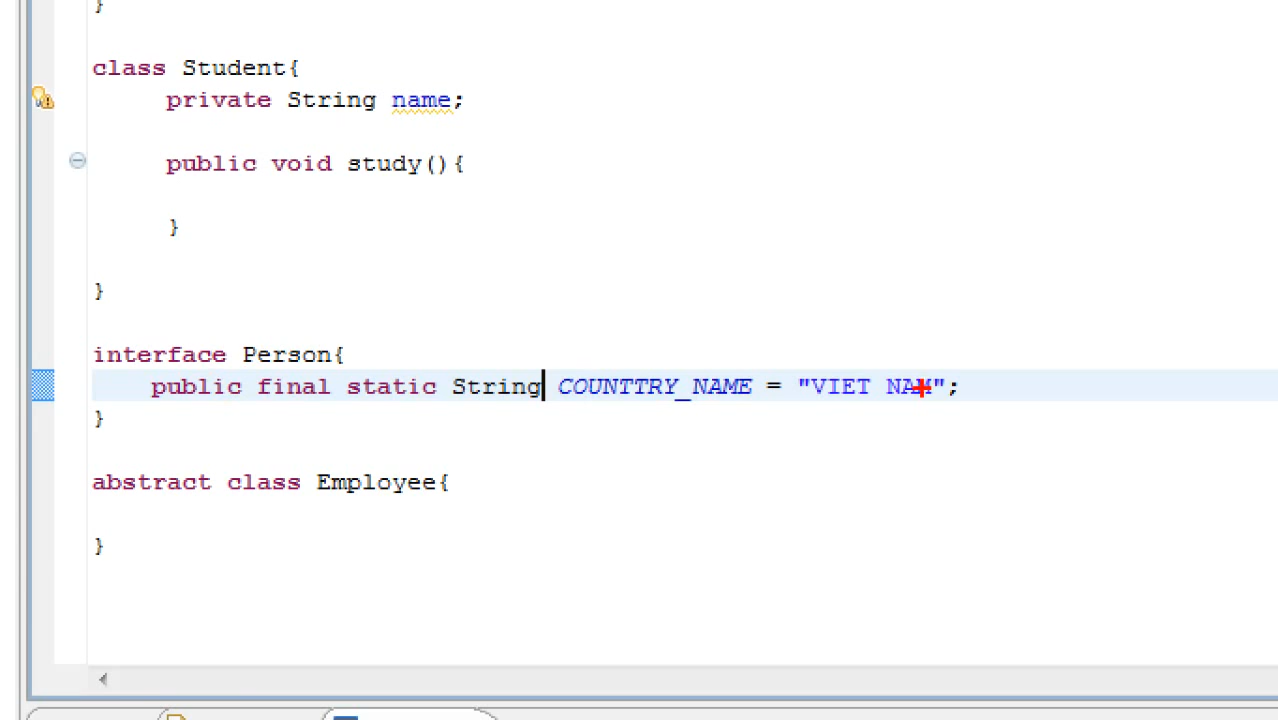 }
class Student{
private String name;
public void study(){
}
}
interface Person{
public final static String COUNTTRY_NAME = "VIET NAM";
}
abstract class Employee{
}